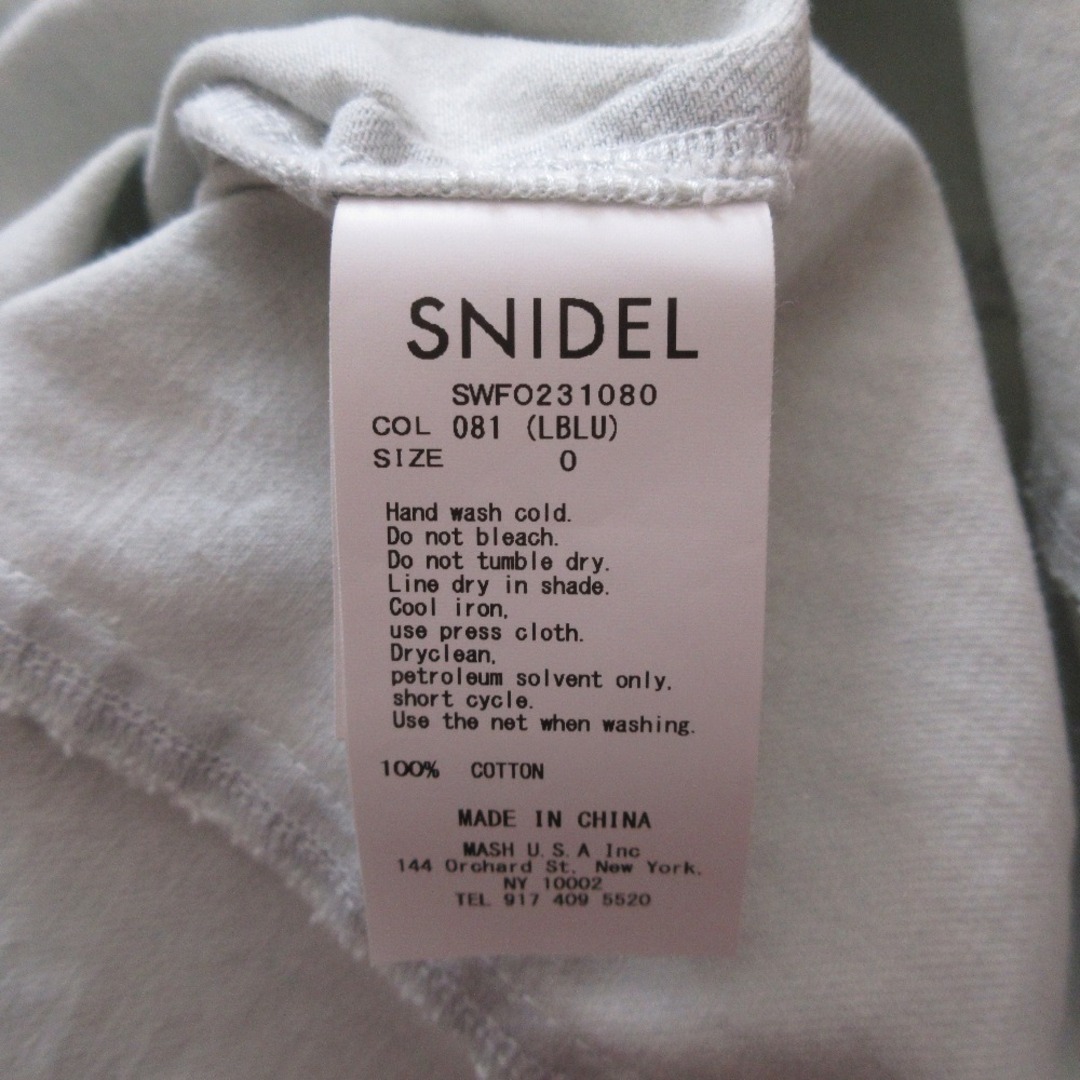 SNIDEL
SWFO231080
COL 081 (LBLU)
SIZE 0
Hand wash cold.
Do not bleach.
Do not tumble dry.
Line dry in shade.
Cool iron,
use press cloth.
Dryclean,
petroleum solvent only,
short cycle.
Use the net when washing.
100% COTTON
MADE IN CHINA
MASH U.S.A Inc
144 Orchard St, New York,
NY 10002
TEL 917 409 5520